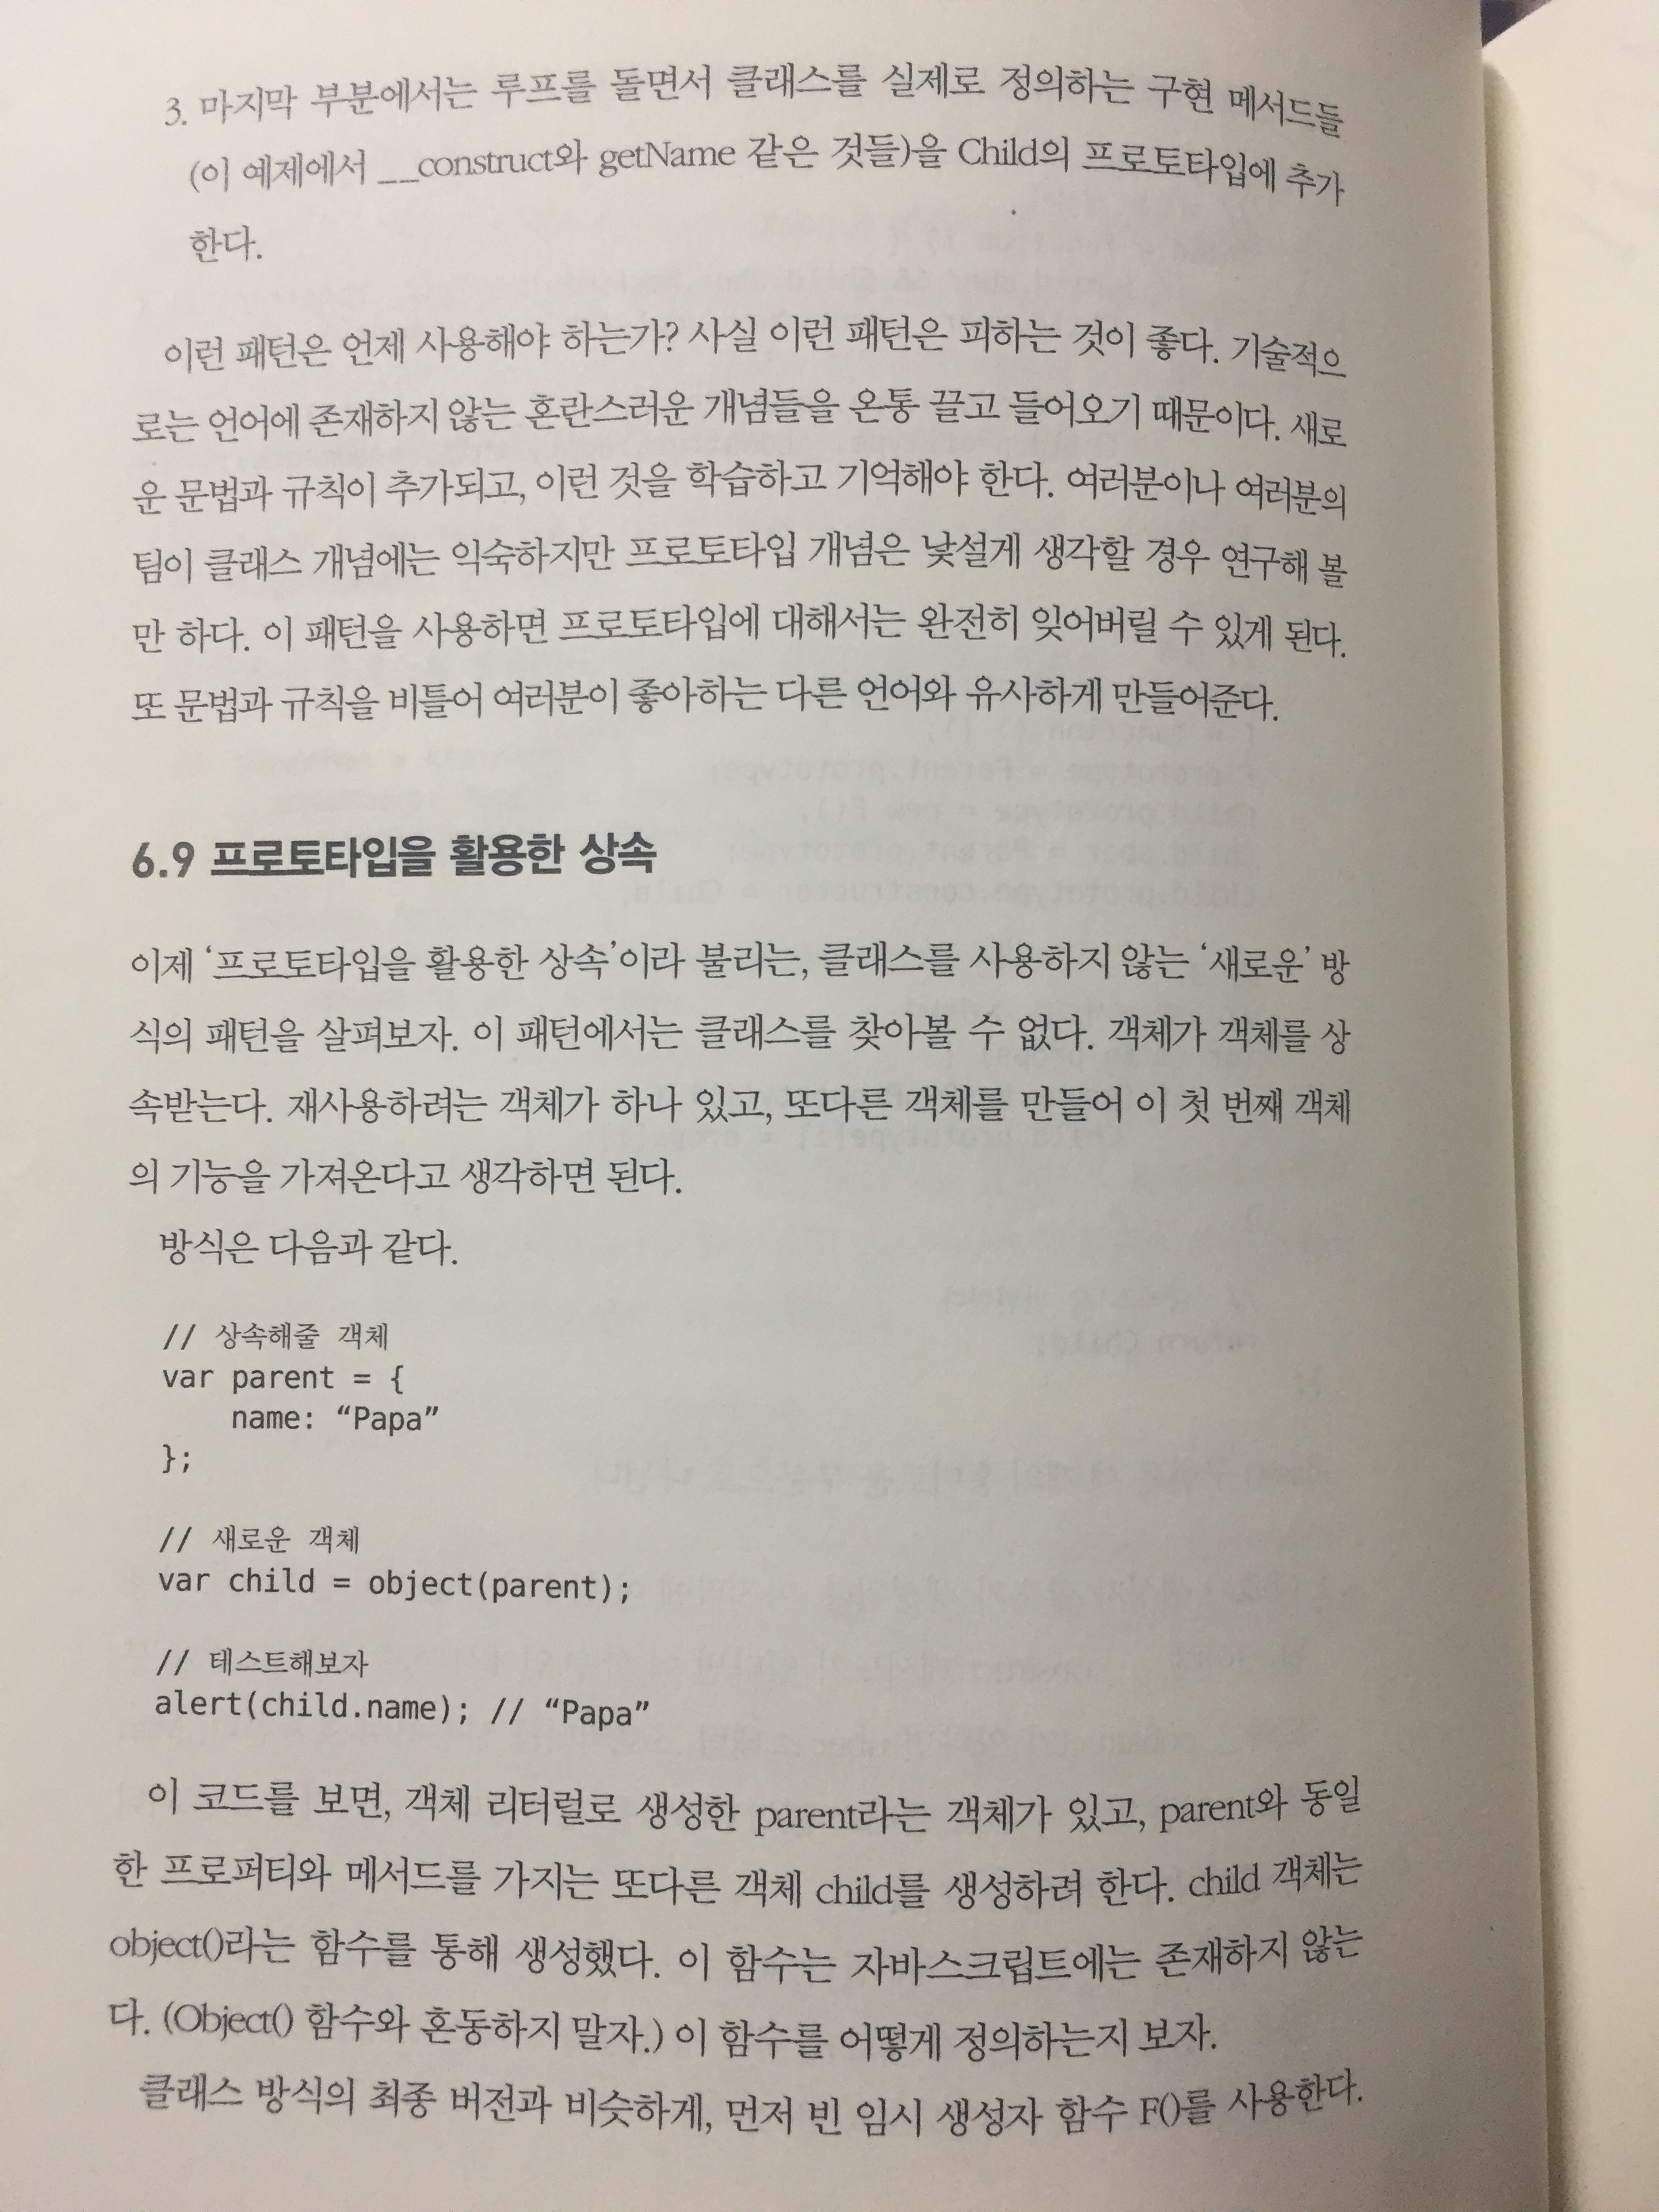 3. 마지막 부분에서는 루프를 돌면서 클래스를 실제로 정의하는 구현 메서드들
(이 예제에서 __construct와 getName 같은 것들)을 Child의 프로토타입에 추가
한다.
이런 패턴은 언제 사용해야 하는가? 사실 이런 패턴은 피하는 것이 좋다. 기술적으
로는 언어에 존재하지 않는 혼란스러운 개념들을 온통 끌고 들어오기 때문이다. 새로
운 문법과 규칙이 추가되고, 이런 것을 학습하고 기억해야 한다. 여러분이나 여러분의
팀이 클래스 개념에는 익숙하지만 프로토타입 개념은 낯설게 생각할 경우 연구해 볼
만 하다. 이 패턴을 사용하면 프로토타입에 대해서는 완전히 잊어버릴 수 있게 된다.
또 문법과 규칙을 비틀어 여러분이 좋아하는 다른 언어와 유사하게 만들어준다.
6.9 프로토타입을 활용한 상속
이제 ‘프로토타입을 활용한 상속’이라 불리는, 클래스를 사용하지 않는 ‘새로운’ 방
식의 패턴을 살펴보자. 이 패턴에서는 클래스를 찾아볼 수 없다. 객체가 객체를 상
속받는다. 재사용하려는 객체가 하나 있고, 또다른 객체를 만들어 이 첫 번째 객체
의 기능을 가져온다고 생각하면 된다.
방식은 다음과 같다.
// 상속해줄 객체
var parent = {
    name: “Papa”
};
// 새로운 객체
var child = object(parent);
// 테스트해보자
alert(child.name); // “Papa”
이 코드를 보면, 객체 리터럴로 생성한 parent라는 객체가 있고, parent와 동일
한 프로퍼티와 메서드를 가지는 또다른 객체 child를 생성하려 한다. child 객체는
object()라는 함수를 통해 생성했다. 이 함수는 자바스크립트에는 존재하지 않는
다. (Object() 함수와 혼동하지 말자.) 이 함수를 어떻게 정의하는지 보자.
클래스 방식의 최종 버전과 비슷하게, 먼저 빈 임시 생성자 함수 F()를 사용한다.